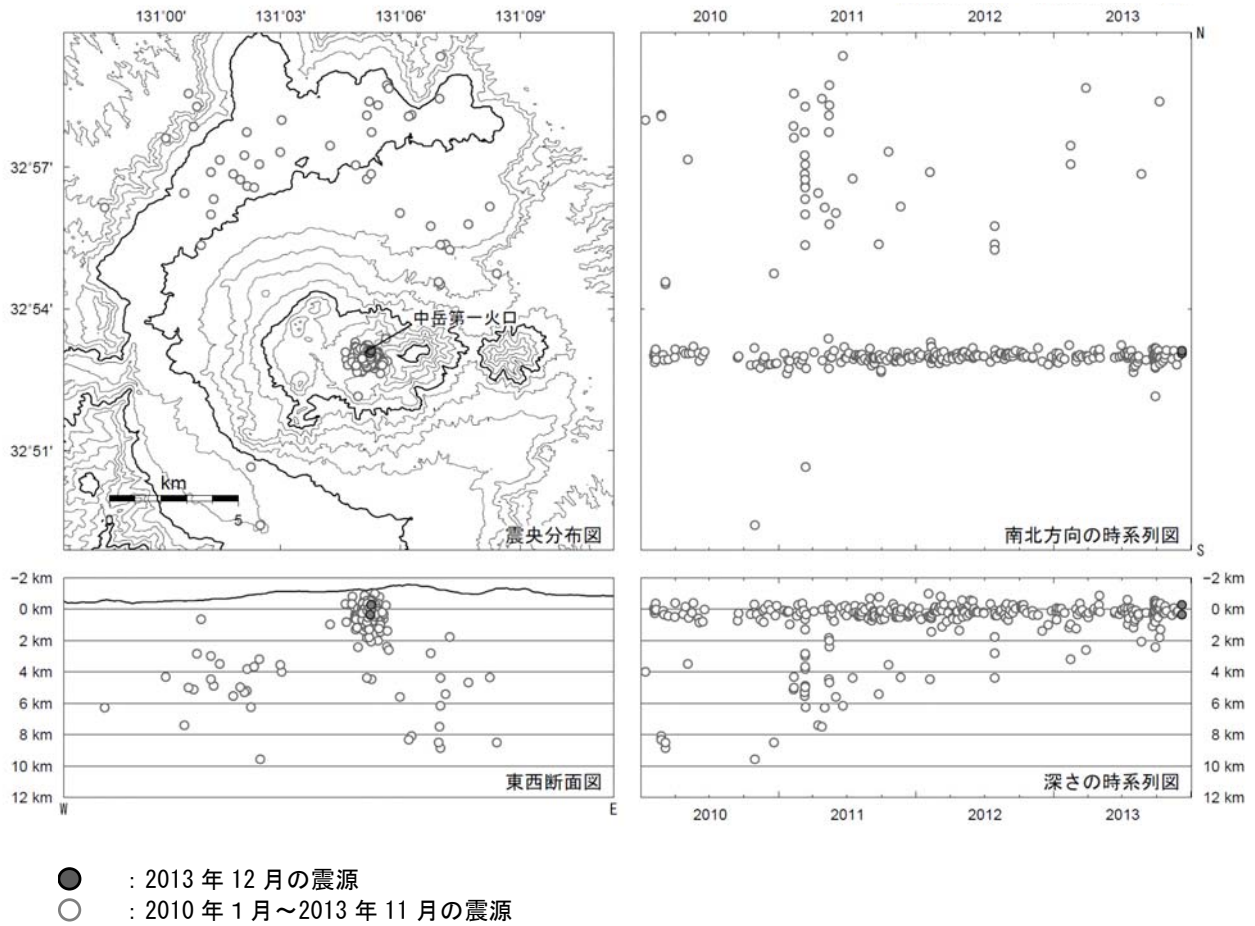 131°00' 131°03' 131°06' 131°09'
2010 2011 2012 2013
N
32°57'
32°54'
32°51'
中岳第一火口
km
0 5
震央分布図
南北方向の時系列図
S
−2 km
0 km
2 km
4 km
6 km
8 km
10 km
12 km
東西断面図
W E
−2 km
0 km
2 km
4 km
6 km
8 km
10 km
12 km
深さの時系列図
2010 2011 2012 2013
：2013 年 12 月の震源
：2010 年１月～2013 年 11 月の震源